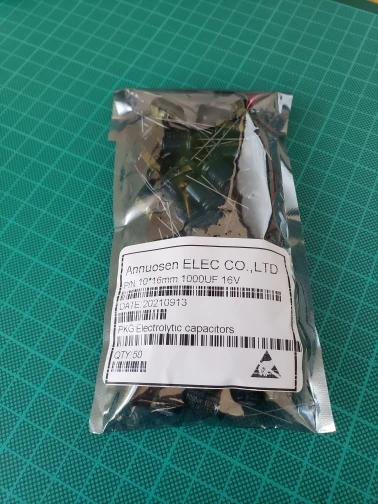 Annuosen ELEC CO.,LTD
P/N: 10*16mm 1000UF 16V
DATE:20210913
PKG:Electrolytic capacitors
QTY:50